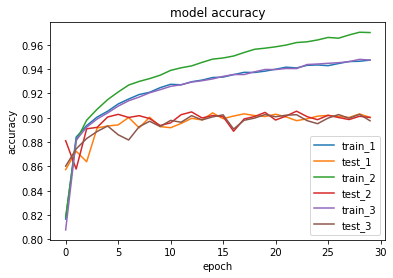 model accuracy
accuracy
0.96
0.94
0.92
0.90
0.88
0.86
0.84
0.82
0.80
train_1
test_1
train_2
test_2
train_3
test_3
0 5 10 15 20 25 30
epoch